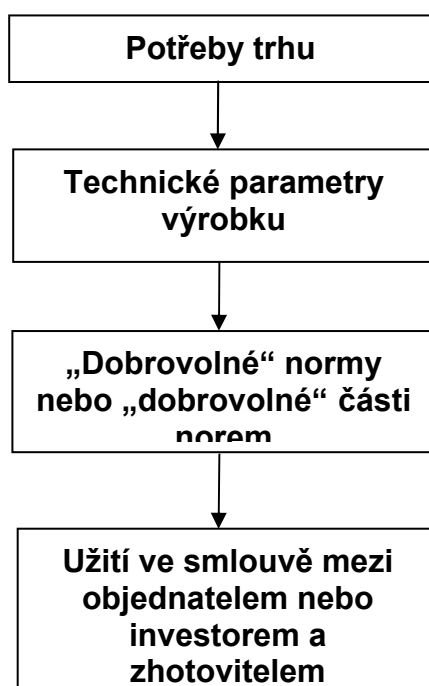 Potřeby trhu
Technické parametry
výrobku
„Dobrovolné“ normy
nebo „dobrovolné“ části
norem
Užití ve smlouvě mezi
objednatelem nebo
investorem a
zhotovitelem